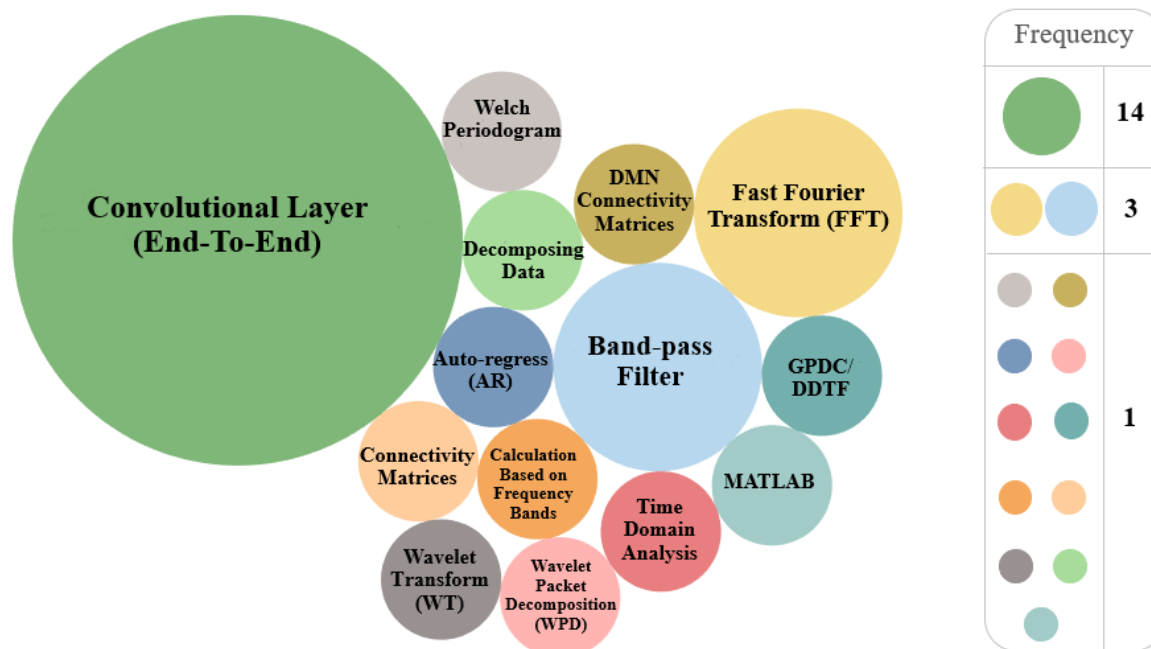 Convolutional Layer
(End-To-End)
Welch
Periodogram
Decomposing
Data
DMN
Connectivity
Matrices
Fast Fourier
Transform (FFT)
Auto-regress
(AR)
Band-pass
Filter
GPDC/
DDTF
Connectivity
Matrices
Calculation
Based on
Frequency
Bands
Time
Domain
Analysis
MATLAB
Wavelet
Transform
(WT)
Wavelet
Packet
Decomposition
(WPD)
Frequency
14
3
1